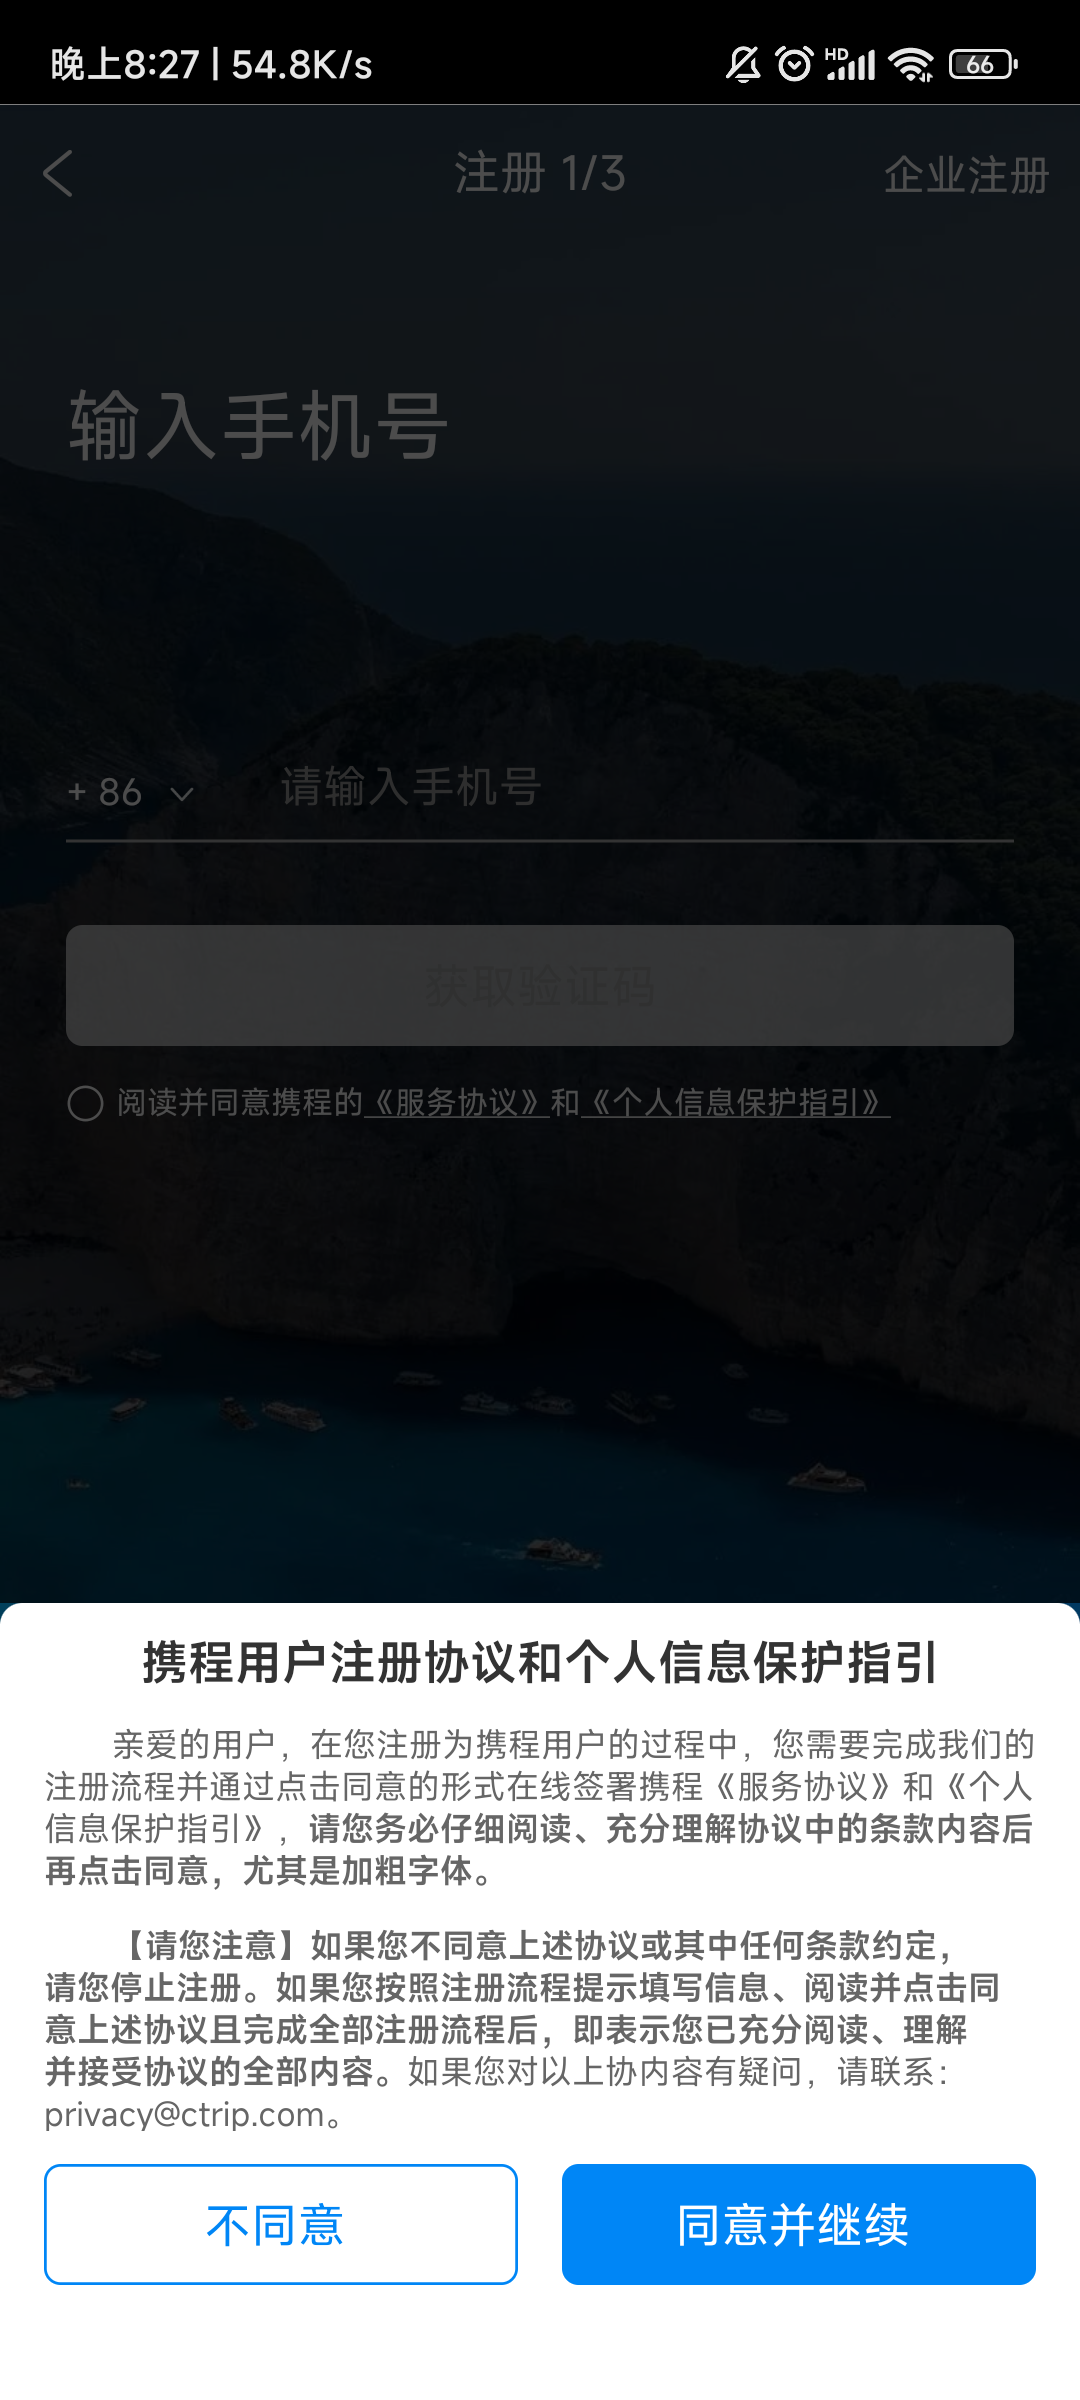 晚上8:27 | 54.8K/s
HD
66
注册 1/3
企业注册
输入手机号
+ 86
请输入手机号
获取验证码
阅读并同意携程的《服务协议》和《个人信息保护指引》
携程用户注册协议和个人信息保护指引
亲爱的用户，在您注册为携程用户的过程中，您需要完成我们的
注册流程并通过点击同意的形式在线签署携程《服务协议》和《个人
信息保护指引》，请您务必仔细阅读、充分理解协议中的条款内容后
再点击同意，尤其是加粗字体。
【请您注意】如果您不同意上述协议或其中任何条款约定，
请您停止注册。如果您按照注册流程提示填写信息、阅读并点击同
意上述协议且完成全部注册流程后，即表示您已充分阅读、理解
并接受协议的全部内容。如果您对以上协内容有疑问，请联系：
privacy@ctrip.com。
不同意
同意并继续